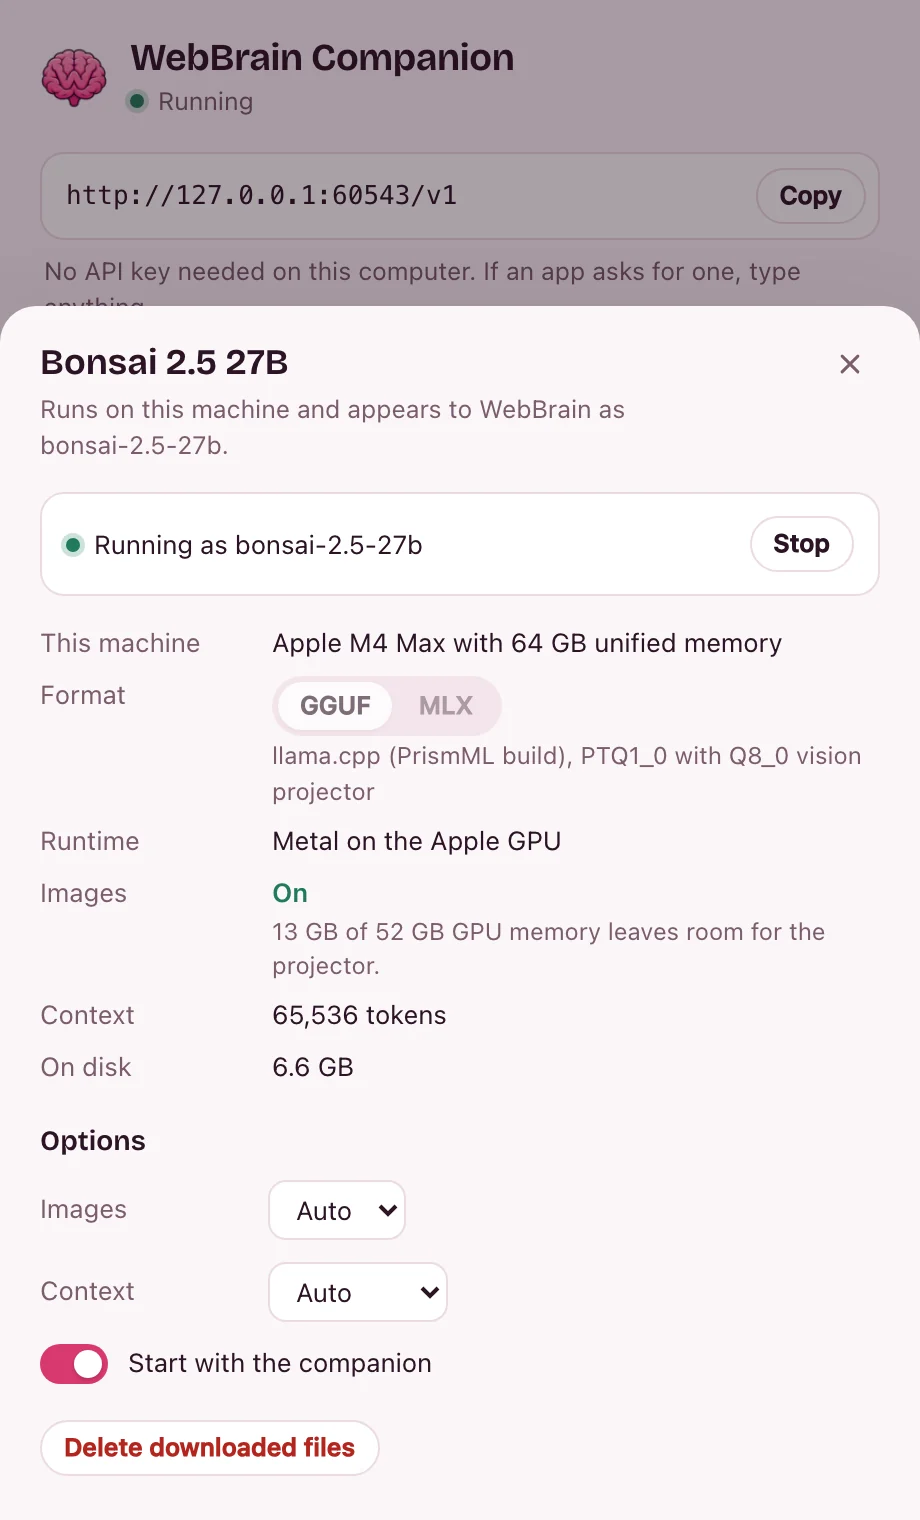 WebBrain Companion
Running
http://127.0.0.1:60543/v1
Copy
No API key needed on this computer. If an app asks for one, type
anything.
Bonsai 2.5 27B
Runs on this machine and appears to WebBrain as
bonsai-2.5-27b.
Running as bonsai-2.5-27b
Stop
This machine
Apple M4 Max with 64 GB unified memory
Format
GGUF
MLX
llama.cpp (PrismML build), PTQ1_0 with Q8_0 vision
projector
Runtime
Metal on the Apple GPU
Images
On
13 GB of 52 GB GPU memory leaves room for the
projector.
Context
65,536 tokens
On disk
6.6 GB
Options
Images
Auto
Context
Auto
Start with the companion
Delete downloaded files